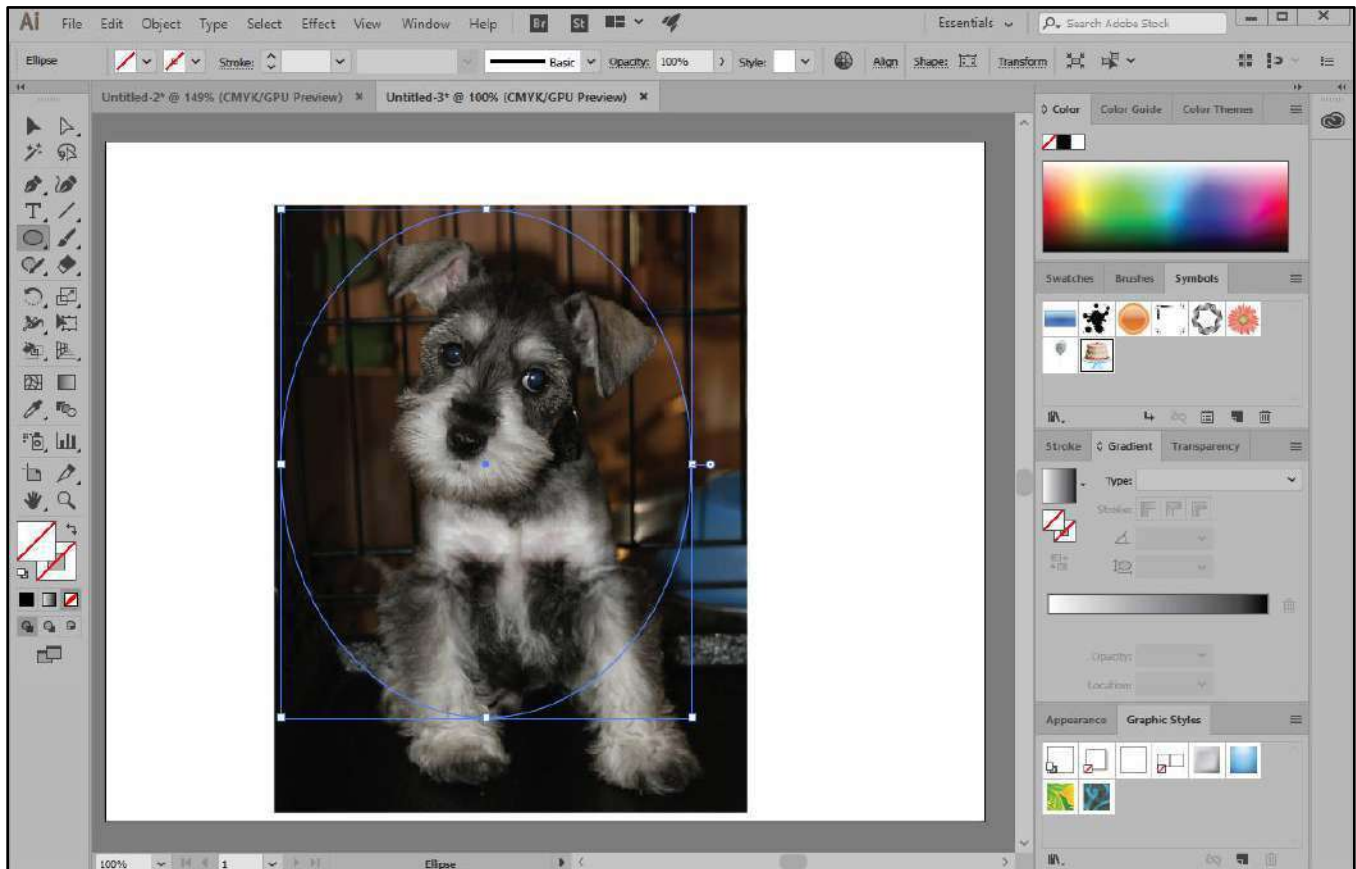 Ai File Edit Object Type Select Effect View Window Help Br St Essentials Search Adobe Stock
Ellipse Stroke: Basic Opacity: 100% Style: Align Shape: Transform
Untitled-2* @ 149% (CMYK/GPU Preview) Untitled-3* @ 100% (CMYK/GPU Preview)
Color Color Guide Color Themes
Swatches Brushes Symbols
Stroke Gradient Transparency
Type:
Stroke:
Opacity:
Location:
Appearance Graphic Styles
100% 1 Ellipse